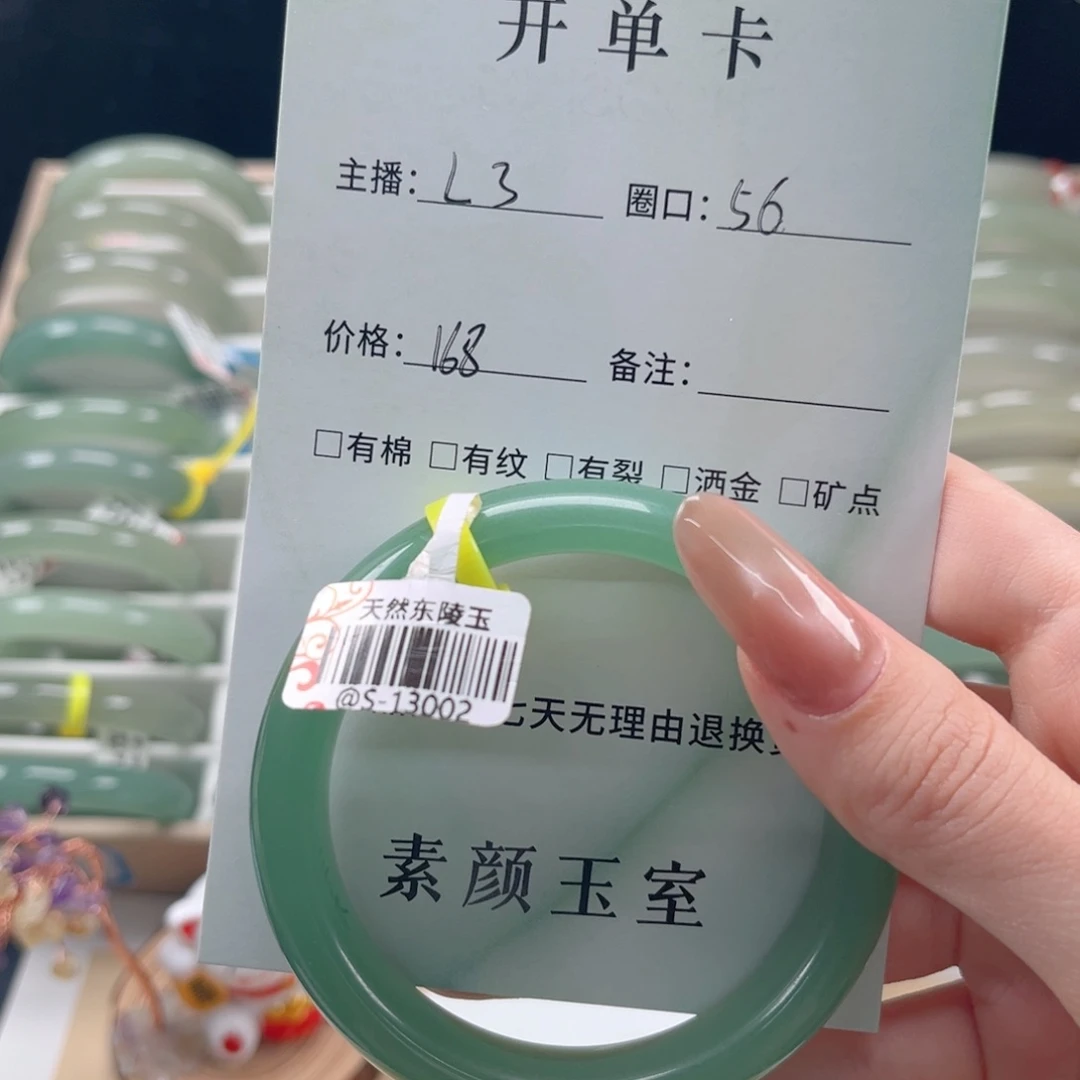 开单卡
主播：L3 圈口：56
价格：168 备注：
□有棉 □有纹 □有裂 □洒金 □矿点
天然东陵玉
@S-13002
七天无理由退换
素颜玉室